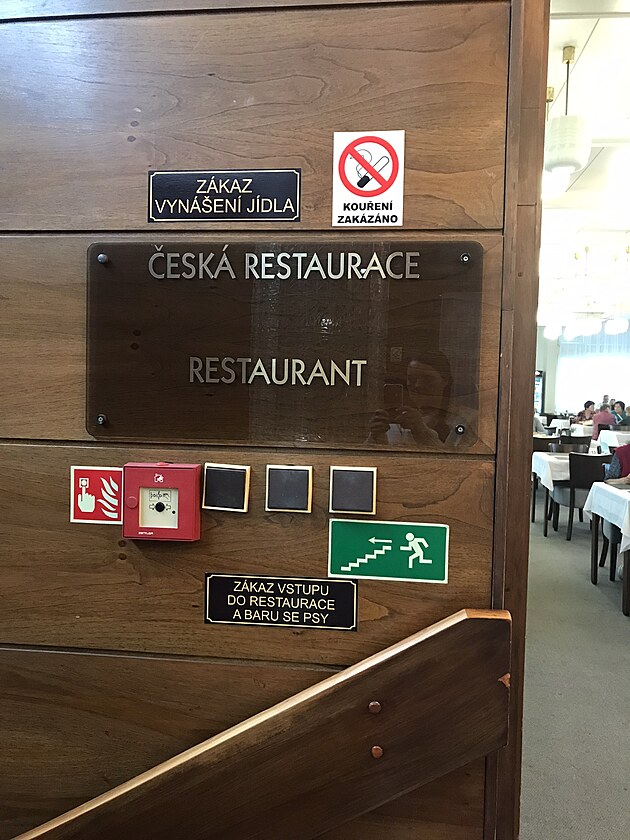 ZÁKAZ
VYNÁŠENÍ JÍDLA
KOUŘENÍ
ZAKÁZÁNO
ČESKÁ RESTAURACE
RESTAURANT
ZÁKAZ VSTUPU
DO RESTAURACE
A BARU SE PSY